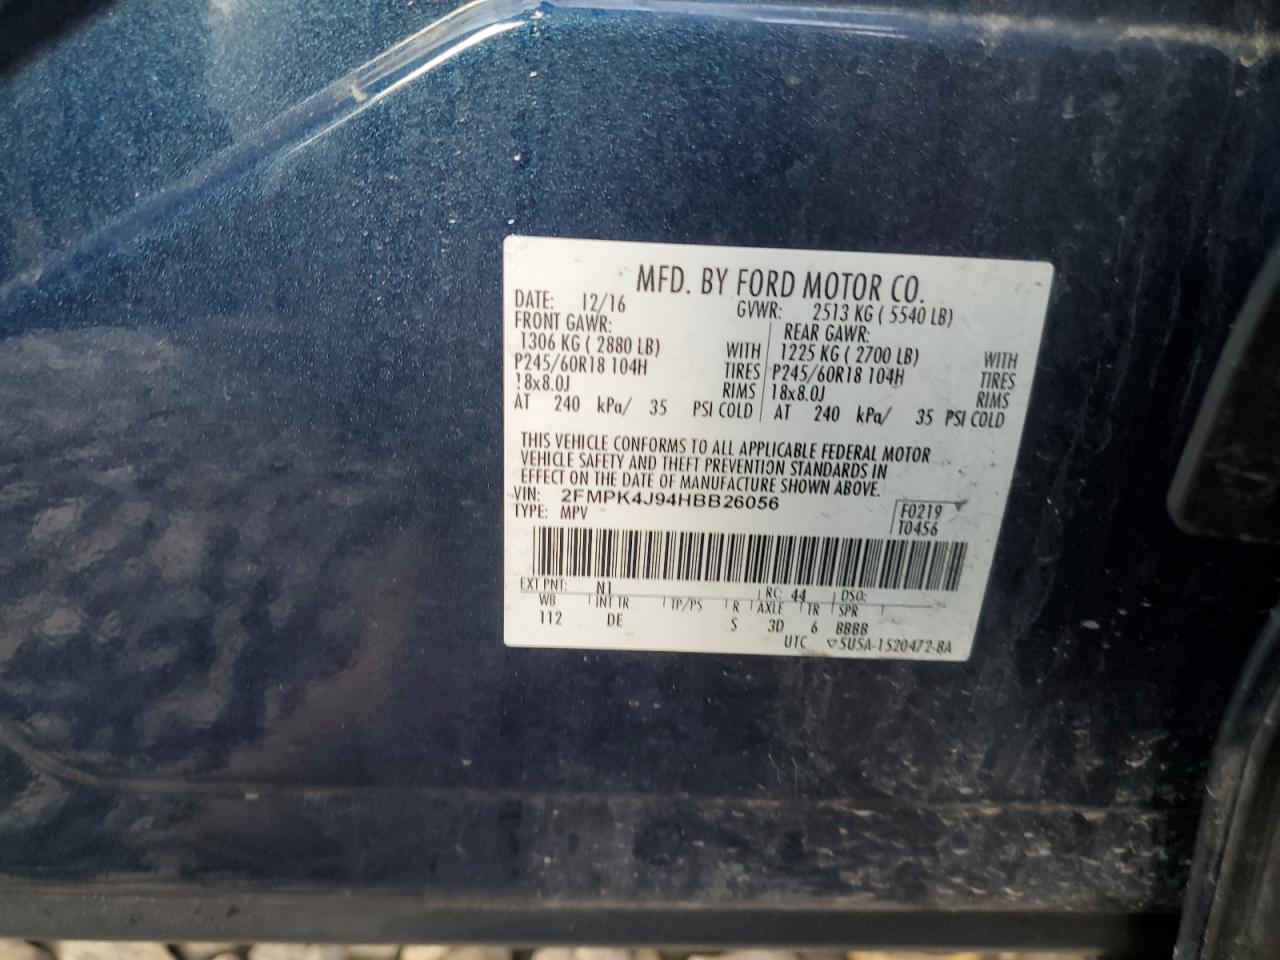 MFD. BY FORD MOTOR CO.
DATE: 12/16 GVWR: 2513 KG ( 5540 LB)
FRONT GAWR: REAR GAWR:
1306 KG ( 2880 LB) WITH 1225 KG ( 2700 LB) WITH
P245/60R18 104H TIRES P245/60R18 104H TIRES
18x8.0J RIMS 18x8.0J RIMS
AT 240 kPa/ 35 PSI COLD AT 240 kPa/ 35 PSI COLD
THIS VEHICLE CONFORMS TO ALL APPLICABLE FEDERAL MOTOR
VEHICLE SAFETY AND THEFT PREVENTION STANDARDS IN
EFFECT ON THE DATE OF MANUFACTURE SHOWN ABOVE.
VIN: 2FMPK4J94HBB26056
TYPE: MPV F0219
T0456
EXT PNT: N1 RC: 44 DSO:
WB INT TR TP/PS R AXLE TR SPR
112 DE S 3D 6 BBBB
UTC ▽5U5A-1520472-BA